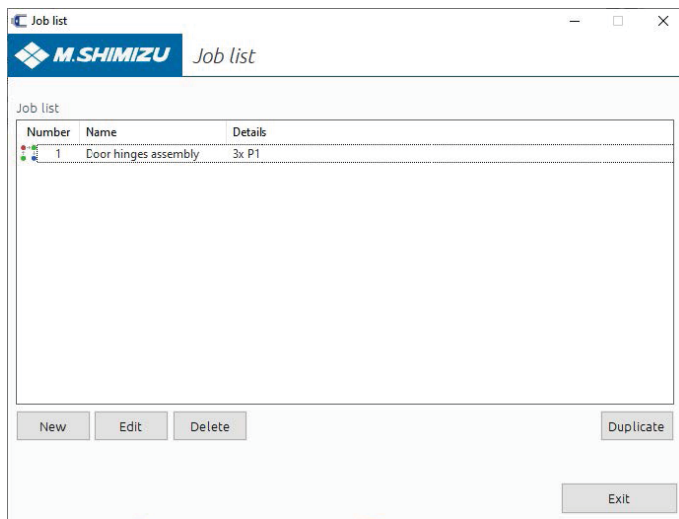 Job list
M.SHIMIZU Job list
Job list
Number Name Details
1 Door hinges assembly 3x P1
New Edit Delete Duplicate
Exit